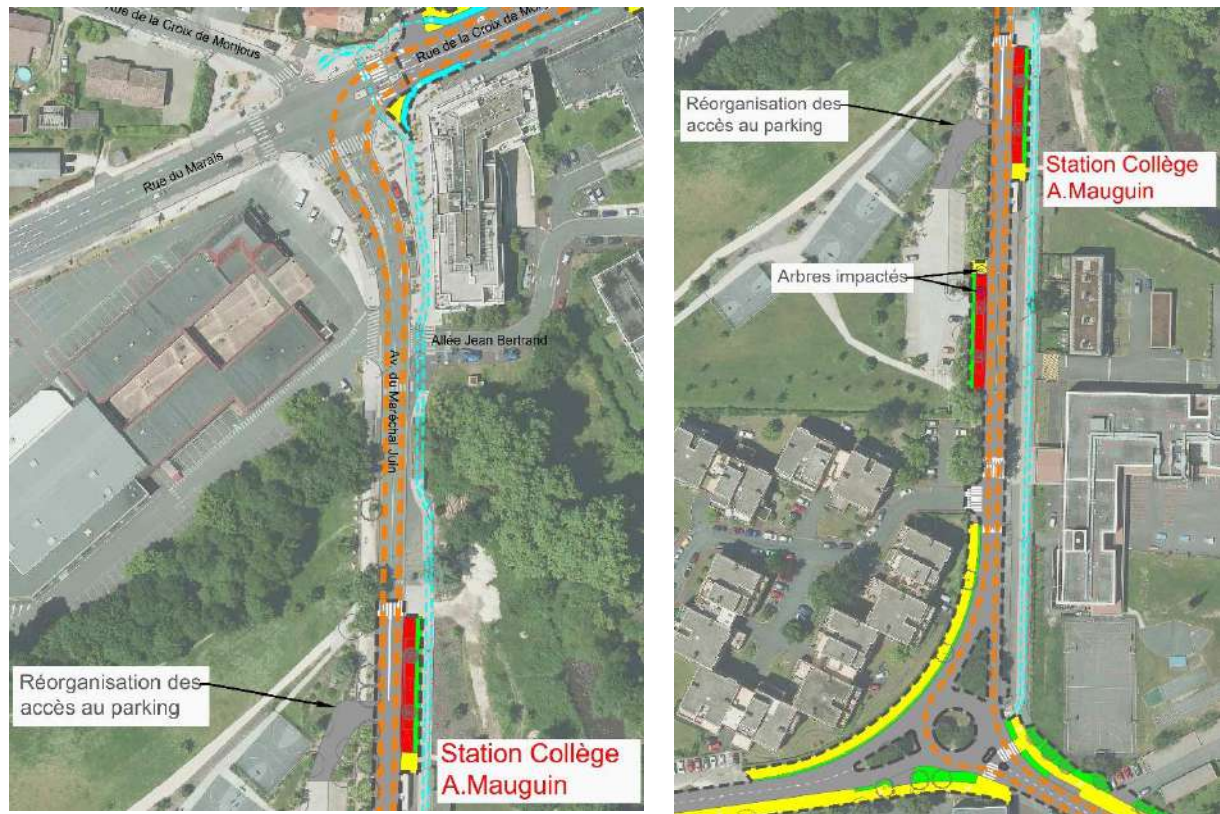 Rue de la Croix de Monjous
Rue de la Croix de Mon
Rue du Marais
Allée Jean Bertrand
Av. du Maréchal Juin
Réorganisation des
accès au parking
Station Collège
A.Mauguin
Réorganisation des
accès au parking
Station Collège
A.Mauguin
Arbres impactés